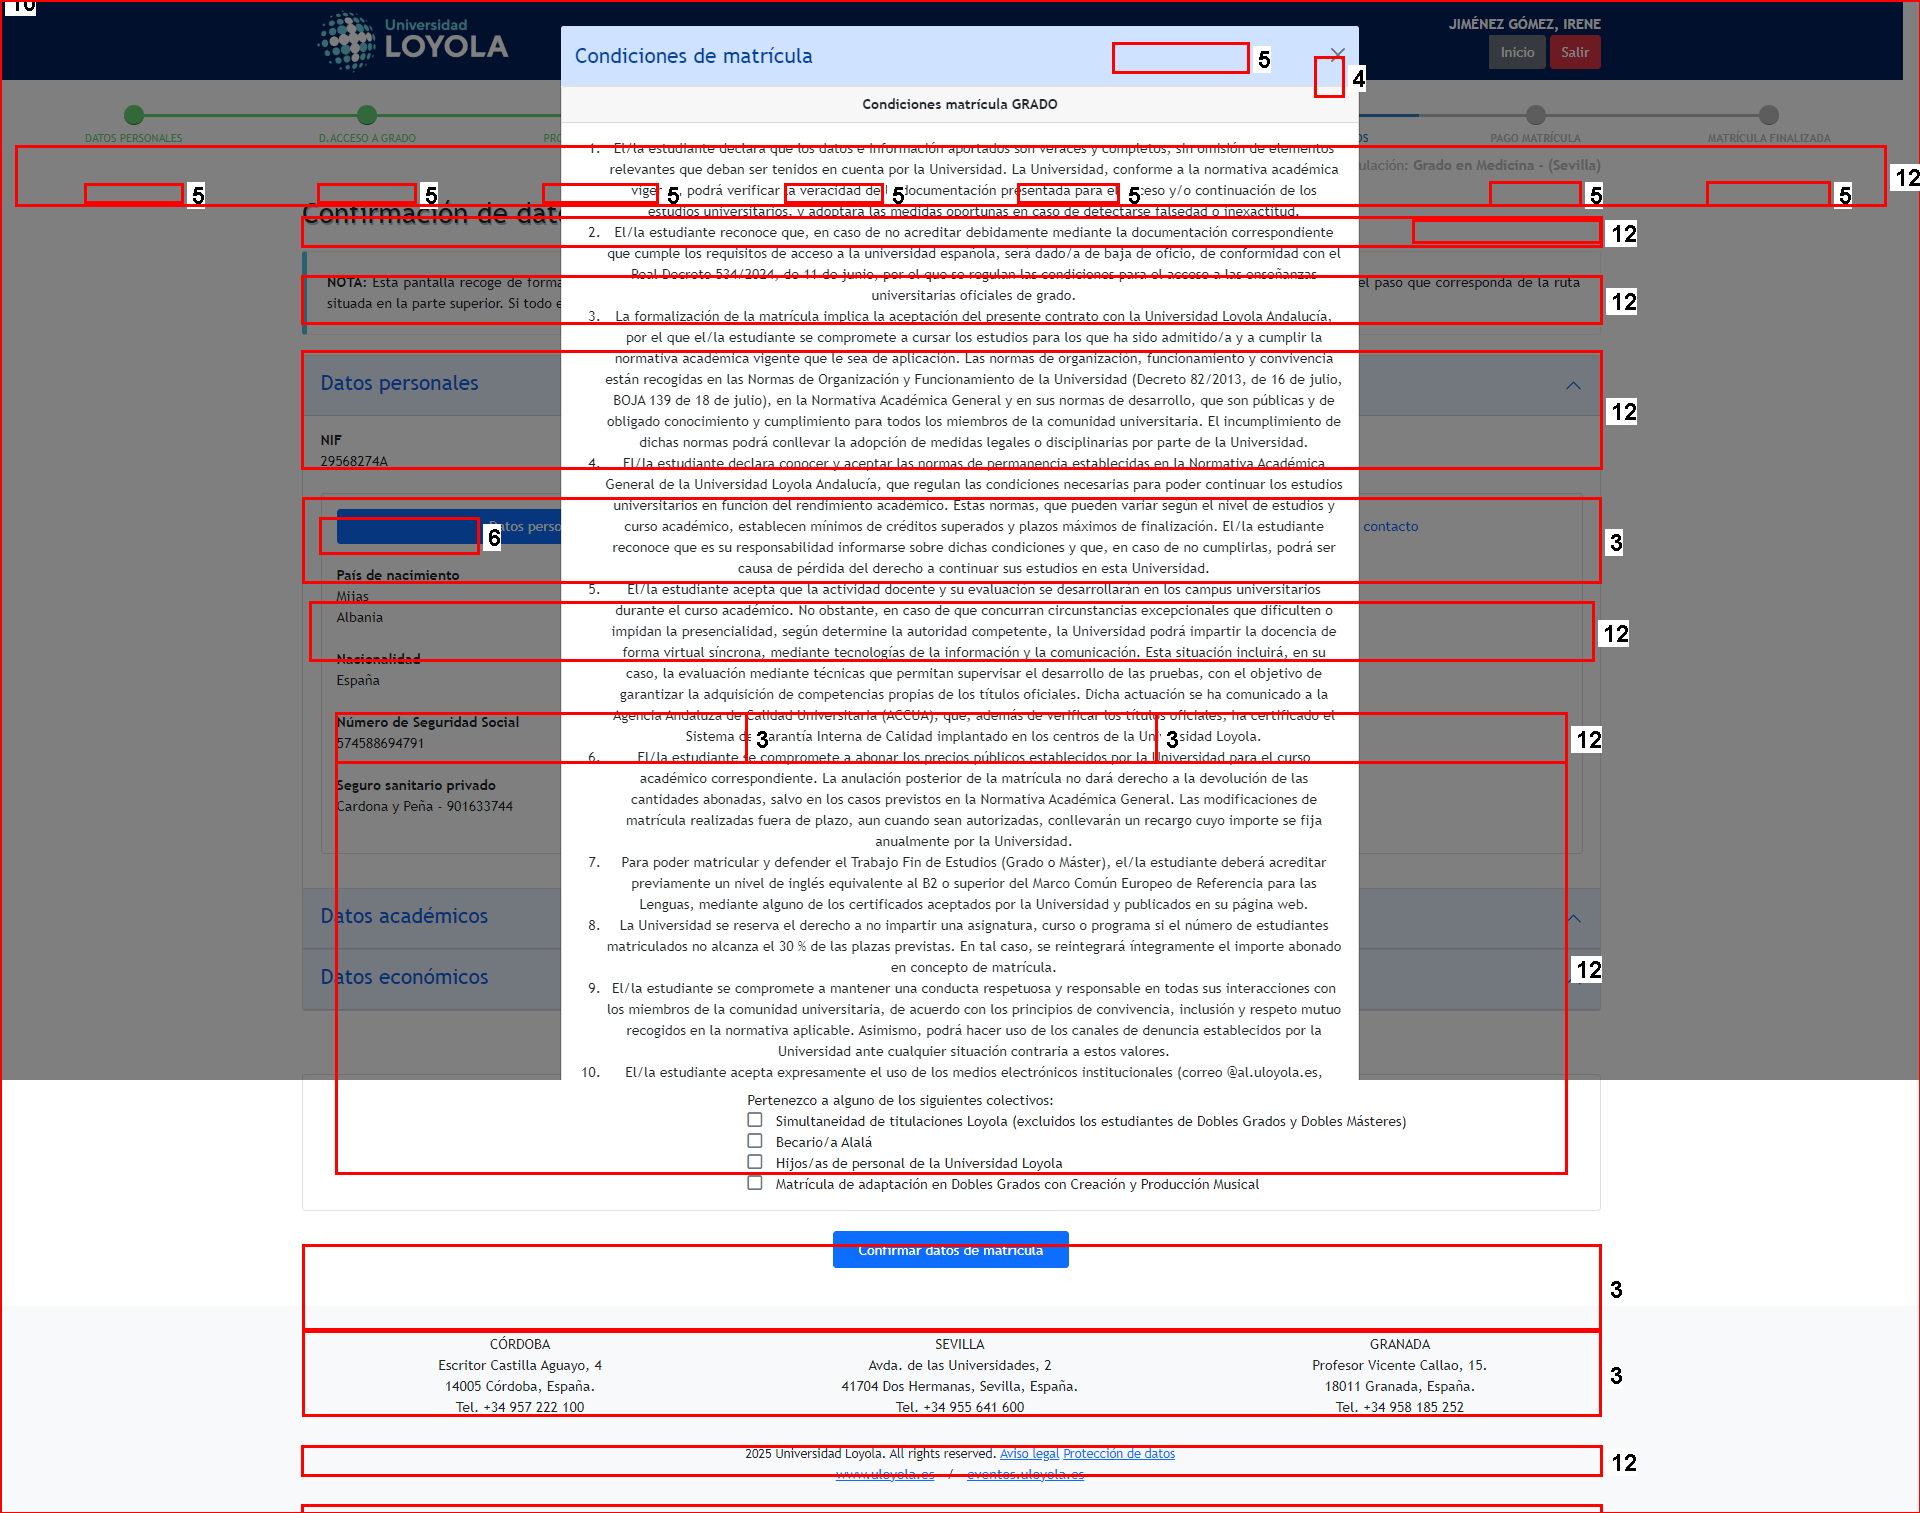 10
Universidad
LOYOLA
JIMÉNEZ GÓMEZ, IRENE
Inicio
Salir
Condiciones de matrícula
5
4
Condiciones matrícula GRADO
DATOS PERSONALES
D.ACCESO A GRADO
PAGO MATRÍCULA
MATRÍCULA FINALIZADA
Grado en Medicina - (Sevilla)
12
5
5
5
5
5
5
5
Confirmación de
1. El/la estudiante declara que los datos e información aportados son veraces y completos, sin omisión de elementos
relevantes que deban ser tenidos en cuenta por la Universidad. La Universidad, conforme a la normativa académica
podrá verificar la veracidad de documentación presentada para el y/o continuación de los
estudios universitarios, y adoptará las medidas oportunas en caso de detectarse falsedad o inexactitud.
2. El/la estudiante reconoce que, en caso de no acreditar debidamente mediante la documentación correspondiente
que cumple los requisitos de acceso a la universidad española, será dado/a de baja de oficio, de conformidad con el
Real Decreto 534/2024, de 11 de junio, por el que se regulan las condiciones para el acceso a las enseñanzas
universitarias oficiales de grado.
12
NOTA: Esta pantalla recoge de forma
el paso que corresponda de la ruta
situada en la parte superior. Si todo
12
3. La formalización de la matrícula implica la aceptación del presente contrato con la Universidad Loyola Andalucía,
por el que el/la estudiante se compromete a cursar los estudios para los que ha sido admitido/a y a cumplir la
normativa académica vigente que le sea de aplicación. Las normas de organización, funcionamiento y convivencia
están recogidas en las Normas de Organización y Funcionamiento de la Universidad (Decreto 82/2013, de 16 de julio,
BOJA 139 de 18 de julio), en la Normativa Académica General y en sus normas de desarrollo, que son públicas y de
obligado conocimiento y cumplimiento para todos los miembros de la comunidad universitaria. El incumplimiento de
dichas normas podrá conllevar la adopción de medidas legales o disciplinarias por parte de la Universidad.
Datos personales
12
NIF
29568274A
4. El/la estudiante declara conocer y aceptar las normas de permanencia establecidas en la Normativa Académica
General de la Universidad Loyola Andalucía, que regulan las condiciones necesarias para poder continuar los estudios
universitarios en función del rendimiento académico. Estas normas, que pueden variar según el nivel de estudios y
curso académico, establecen mínimos de créditos superados y plazos máximos de finalización. El/la estudiante
reconoce que es su responsabilidad informarse sobre dichas condiciones y que, en caso de no cumplirlas, podrá ser
causa de pérdida del derecho a continuar sus estudios en esta Universidad.
Datos
contacto
6
3
País de nacimiento
Mijas
Albania
5. El/la estudiante acepta que la actividad docente y su evaluación se desarrollarán en los campus universitarios
durante el curso académico. No obstante, en caso de que concurran circunstancias excepcionales que dificulten o
impidan la presencialidad, según determine la autoridad competente, la Universidad podrá impartir la docencia de
forma virtual síncrona, mediante tecnologías de la información y la comunicación. Esta situación incluirá, en su
caso, la evaluación mediante técnicas que permitan supervisar el desarrollo de las pruebas, con el objetivo de
garantizar la adquisición de competencias propias de los títulos oficiales. Dicha actuación se ha comunicado a la
Agencia Andaluza de Calidad Universitaria (ACCUA), que, además de verificar los títulos oficiales, ha certificado el
Sistema de Garantía Interna de Calidad implantado en los centros de la Universidad Loyola.
12
Nacionalidad
España
Número de Seguridad Social
574588694791
3
3
12
6. El/la estudiante se compromete a abonar los precios públicos establecidos por la Universidad para el curso
académico correspondiente. La anulación posterior de la matrícula no dará derecho a la devolución de las
cantidades abonadas, salvo en los casos previstos en la Normativa Académica General. Las modificaciones de
matrícula realizadas fuera de plazo, aun cuando sean autorizadas, conllevarán un recargo cuyo importe se fija
anualmente por la Universidad.
Seguro sanitario privado
Cardona y Peña - 901633744
7. Para poder matricular y defender el Trabajo Fin de Estudios (Grado o Máster), el/la estudiante deberá acreditar
previamente un nivel de inglés equivalente al B2 o superior del Marco Común Europeo de Referencia para las
Lenguas, mediante alguno de los certificados aceptados por la Universidad y publicados en su página web.
Datos académicos
8. La Universidad se reserva el derecho a no impartir una asignatura, curso o programa si el número de estudiantes
matriculados no alcanza el 30 % de las plazas previstas. En tal caso, se reintegrará íntegramente el importe abonado
en concepto de matrícula.
Datos económicos
12
9. El/la estudiante se compromete a mantener una conducta respetuosa y responsable en todas sus interacciones con
los miembros de la comunidad universitaria, de acuerdo con los principios de convivencia, inclusión y respeto mutuo
recogidos en la normativa aplicable. Asimismo, podrá hacer uso de los canales de denuncia establecidos por la
Universidad ante cualquier situación contraria a estos valores.
10. El/la estudiante acepta expresamente el uso de los medios electrónicos institucionales (correo @al.uloyola.es,
Pertenezco a alguno de los siguientes colectivos:
Simultaneidad de titulaciones Loyola (excluidos los estudiantes de Dobles Grados y Dobles Másteres)
Becario/a Alalá
Hijos/as de personal de la Universidad Loyola
Matrícula de adaptación en Dobles Grados con Creación y Producción Musical
Confirmar datos de matrícula
3
CÓRDOBA
Escritor Castilla Aguayo, 4
14005 Córdoba, España.
Tel. +34 957 222 100
SEVILLA
Avda. de las Universidades, 2
41704 Dos Hermanas, Sevilla, España.
Tel. +34 955 641 600
GRANADA
Profesor Vicente Callao, 15.
18011 Granada, España.
Tel. +34 958 185 252
3
2025 Universidad Loyola. All rights reserved. Aviso legal Protección de datos
www.uloyola.es / eventos.uloyola.es
12